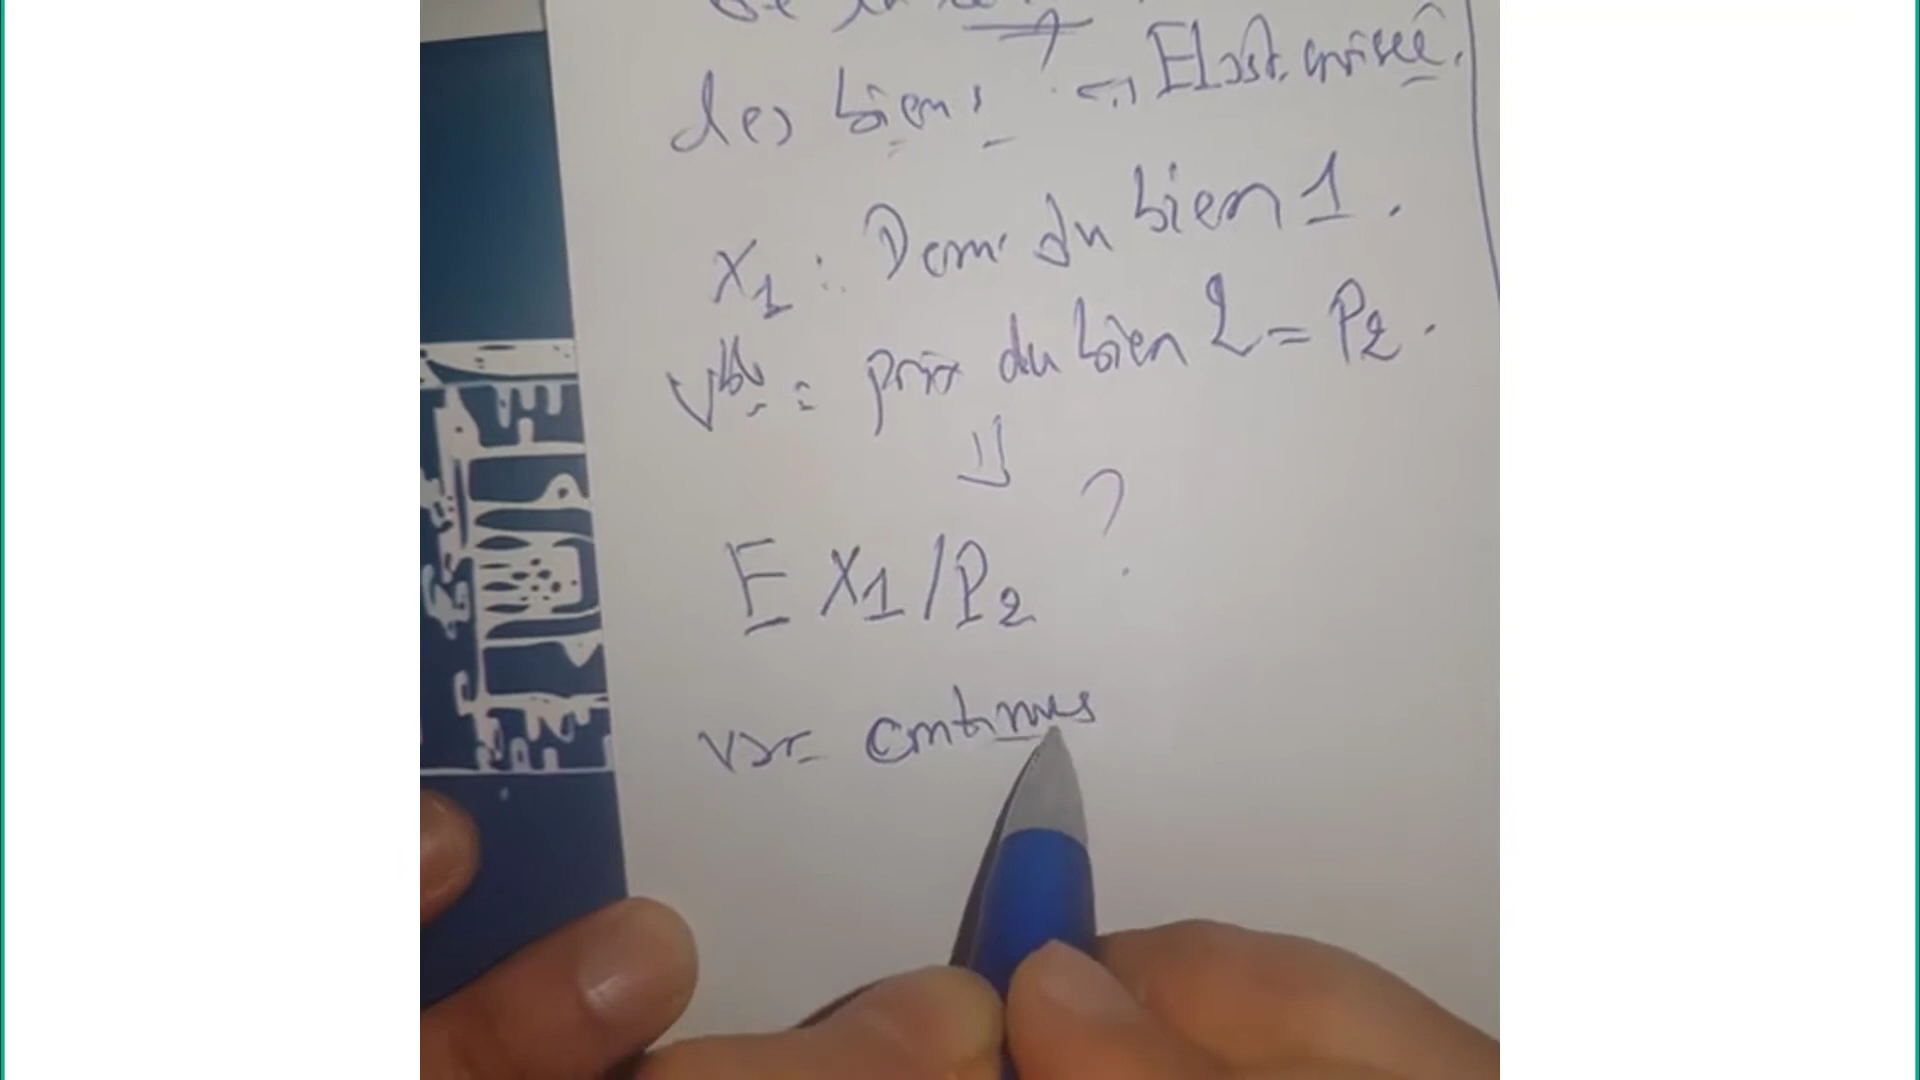 des biens ? → Elast. croisée.
X1 : Dem. du bien 1.
Vble : prix du bien 2 = P2.
⇓
E X1/P2 ?
var continues